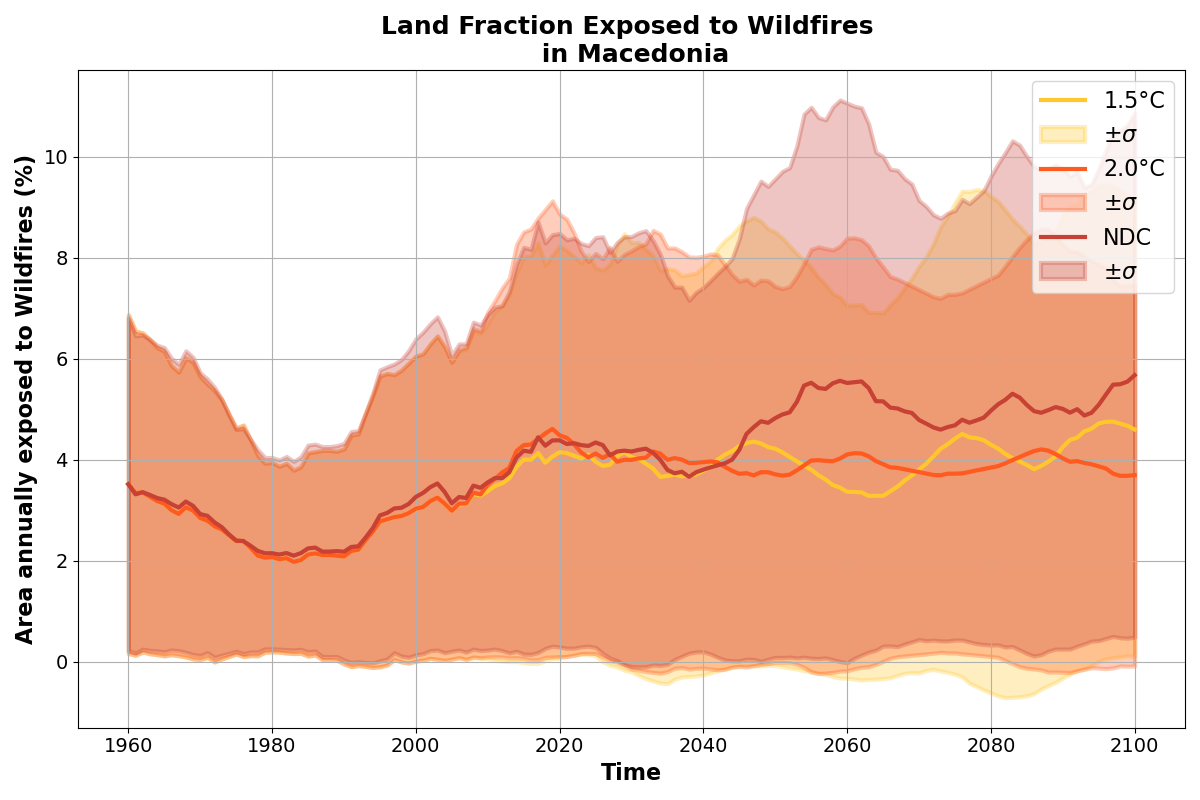 Land Fraction Exposed to Wildfires
in Macedonia
Area annually exposed to Wildfires (%)
10
8
6
4
2
0
1960 1980 2000 2020 2040 2060 2080 2100
Time
1.5°C
±σ
2.0°C
±σ
NDC
±σ